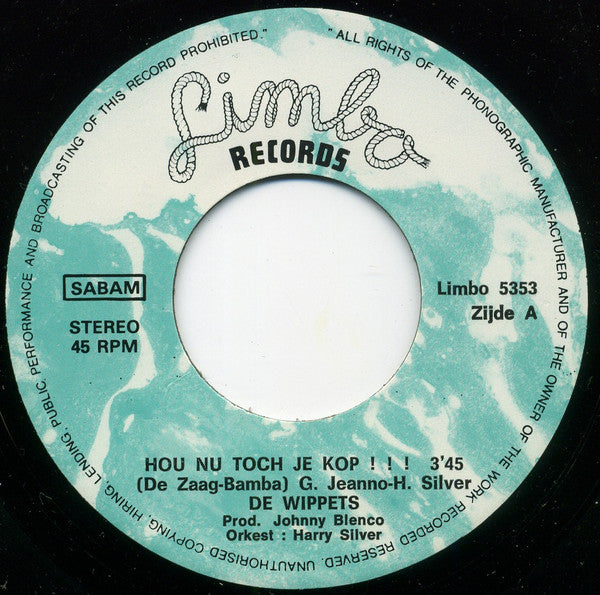 "ALL RIGHTS OF THE PHONOGRAPHIC MANUFACTURER AND OF THE OWNER OF THE WORK RECORDED RESERVED. UNAUTHORISED COPYING, HIRING, LENDING, PUBLIC PERFORMANCE AND BROADCASTING OF THIS RECORD PROHIBITED."
Limbo
RECORDS
SABAM
STEREO
45 RPM
Limbo 5353
Zijde A
HOU NU TOCH JE KOP ! ! ! 3'45
(De Zaag-Bamba) G. Jeanno-H. Silver
DE WIPPETS
Prod. Johnny Blenco
Orkest : Harry Silver